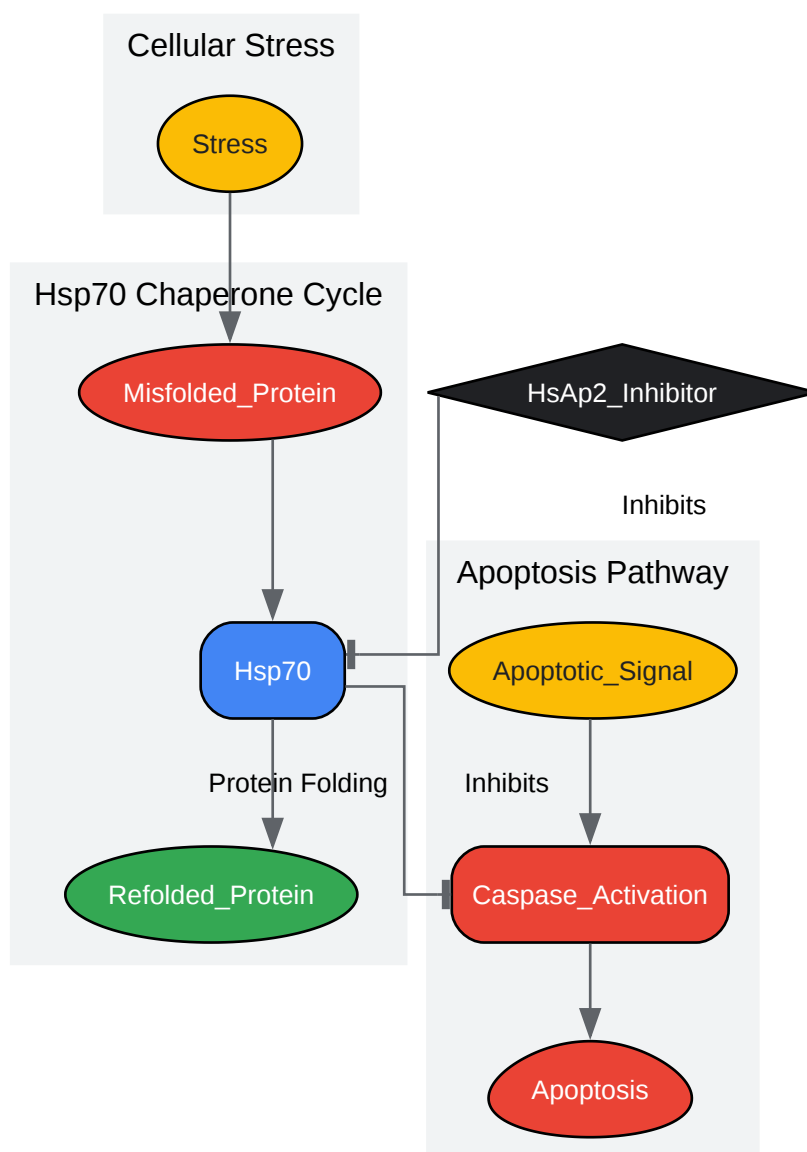 Cellular Stress
Stress
Hsp70 Chaperone Cycle
Misfolded_Protein
HsAp2_Inhibitor
Inhibits
Apoptosis Pathway
Hsp70
Apoptotic_Signal
Protein Folding
Inhibits
Refolded_Protein
Caspase_Activation
Apoptosis